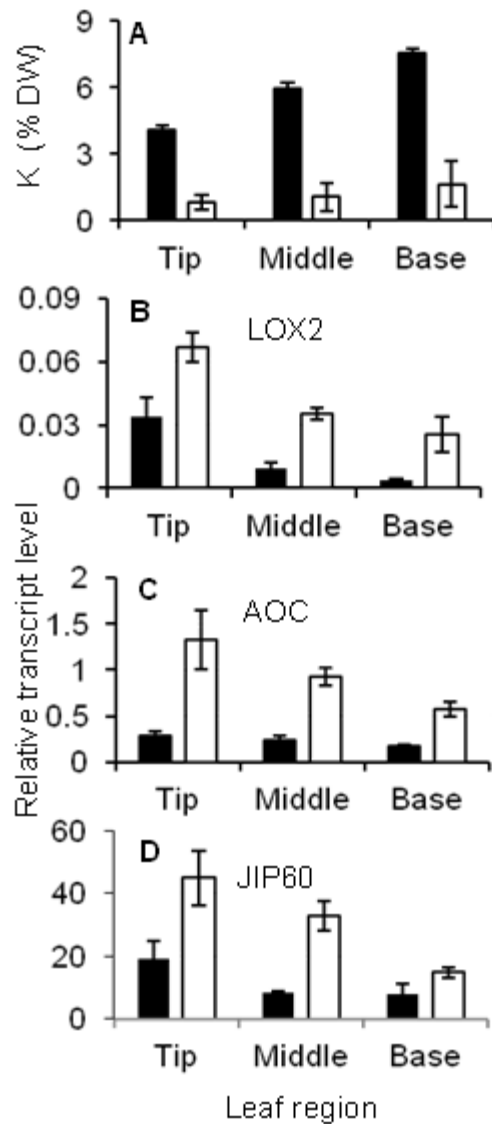 K (% DW)
A
9
6
3
0
Tip Middle Base
Relative transcript level
B
LOX2
0.09
0.06
0.03
0
Tip Middle Base
C
AOC
2
1.5
1
0.5
0
Tip Middle Base
D
JIP60
60
40
20
0
Tip Middle Base
Leaf region